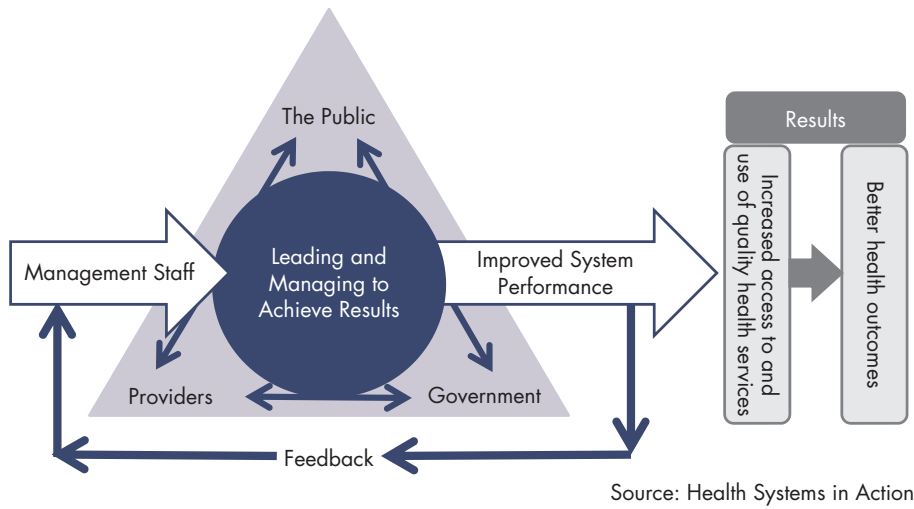 The Public
Management Staff
Leading and
Managing to
Achieve Results
Improved System
Performance
Providers
Government
Feedback
Results
Increased access to and
use of quality health services
Better health outcomes
Source: Health Systems in Action